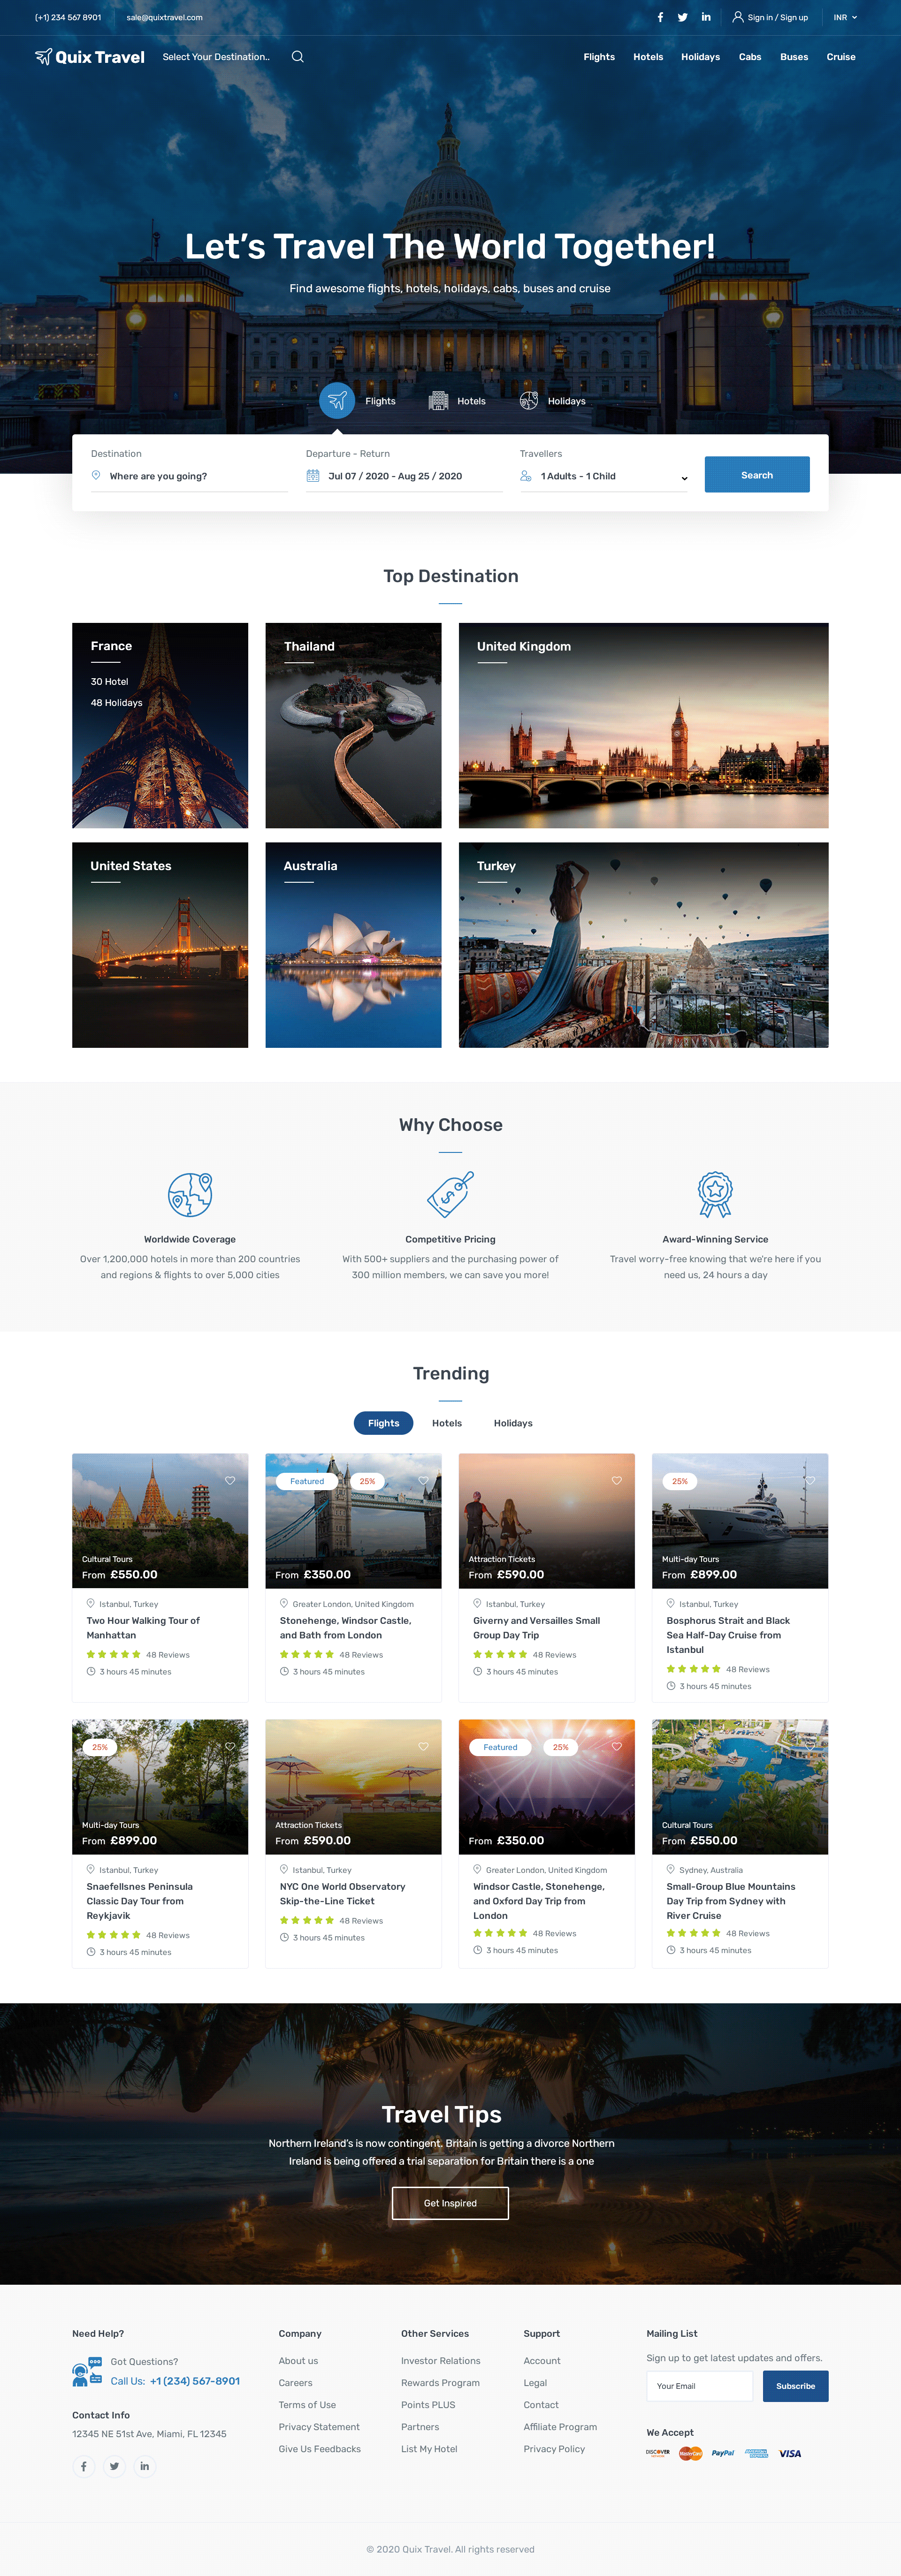 (+1) 234 567 8901
sale@quixtravel.com
Sign in / Sign up
INR
Quix Travel
Select Your Destination..
Flights
Hotels
Holidays
Cabs
Buses
Cruise
Let’s Travel The World Together!
Find awesome flights, hotels, holidays, cabs, buses and cruise
Flights
Hotels
Holidays
Destination
Where are you going?
Departure - Return
Jul 07 / 2020 - Aug 25 / 2020
Travellers
1 Adults - 1 Child
Search
Top Destination
France
30 Hotel
48 Holidays
Thailand
United Kingdom
United States
Australia
Turkey
Why Choose
Worldwide Coverage
Over 1,200,000 hotels in more than 200 countries
and regions & flights to over 5,000 cities
Competitive Pricing
With 500+ suppliers and the purchasing power of
300 million members, we can save you more!
Award-Winning Service
Travel worry-free knowing that we're here if you
need us, 24 hours a day
Trending
Flights
Hotels
Holidays
Cultural Tours
From £550.00
Istanbul, Turkey
Two Hour Walking Tour of
Manhattan
48 Reviews
3 hours 45 minutes
Featured
25%
From £350.00
Greater London, United Kingdom
Stonehenge, Windsor Castle,
and Bath from London
48 Reviews
3 hours 45 minutes
Attraction Tickets
From £590.00
Istanbul, Turkey
Giverny and Versailles Small
Group Day Trip
48 Reviews
3 hours 45 minutes
25%
Multi-day Tours
From £899.00
Istanbul, Turkey
Bosphorus Strait and Black
Sea Half-Day Cruise from
Istanbul
48 Reviews
3 hours 45 minutes
25%
Multi-day Tours
From £899.00
Istanbul, Turkey
Snaefellsnes Peninsula
Classic Day Tour from
Reykjavik
48 Reviews
3 hours 45 minutes
Attraction Tickets
From £590.00
Istanbul, Turkey
NYC One World Observatory
Skip-the-Line Ticket
48 Reviews
3 hours 45 minutes
Featured
25%
From £350.00
Greater London, United Kingdom
Windsor Castle, Stonehenge,
and Oxford Day Trip from
London
48 Reviews
3 hours 45 minutes
Cultural Tours
From £550.00
Sydney, Australia
Small-Group Blue Mountains
Day Trip from Sydney with
River Cruise
48 Reviews
3 hours 45 minutes
Travel Tips
Northern Ireland's is now contingent. Britain is getting a divorce Northern
Ireland is being offered a trial separation for Britain there is a one
Get Inspired
Need Help?
Got Questions?
Call Us: +1 (234) 567-8901
Contact Info
12345 NE 51st Ave, Miami, FL 12345
Company
About us
Careers
Terms of Use
Privacy Statement
Give Us Feedbacks
Other Services
Investor Relations
Rewards Program
Points PLUS
Partners
List My Hotel
Support
Account
Legal
Contact
Affiliate Program
Privacy Policy
Mailing List
Sign up to get latest updates and offers.
Your Email
Subscribe
We Accept
DISCOVER
MasterCard
PayPal
AMERICAN EXPRESS
VISA
© 2020 Quix Travel. All rights reserved